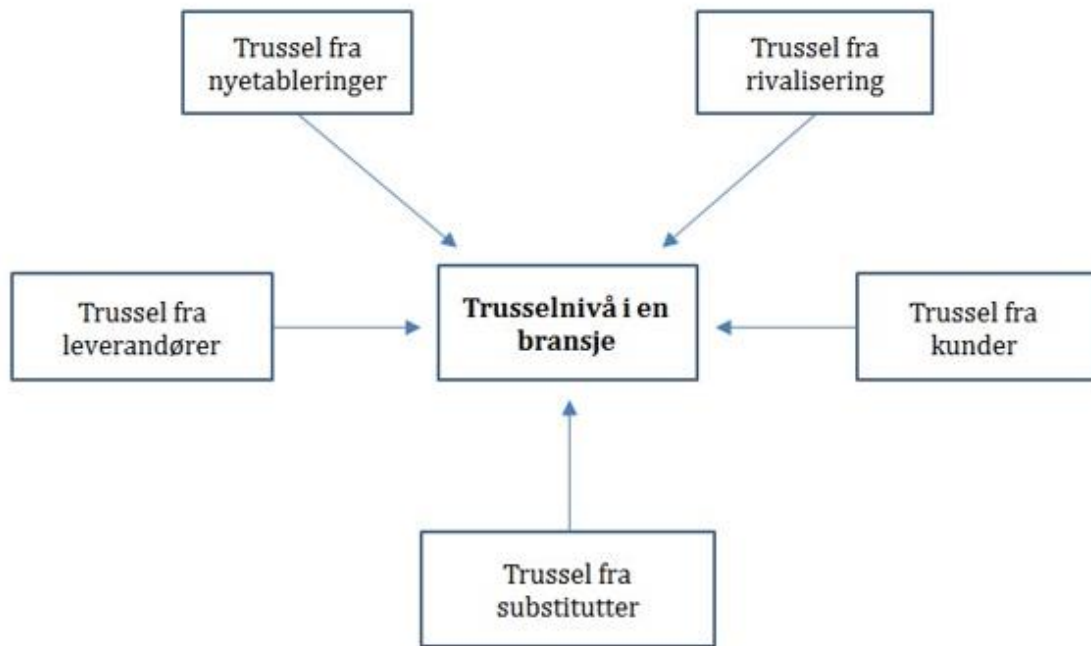 Trussel fra
nyetableringer
Trussel fra
rivalisering
Trussel fra
leverandører
Trusselnivå i en
bransje
Trussel fra
kunder
Trussel fra
substitutter